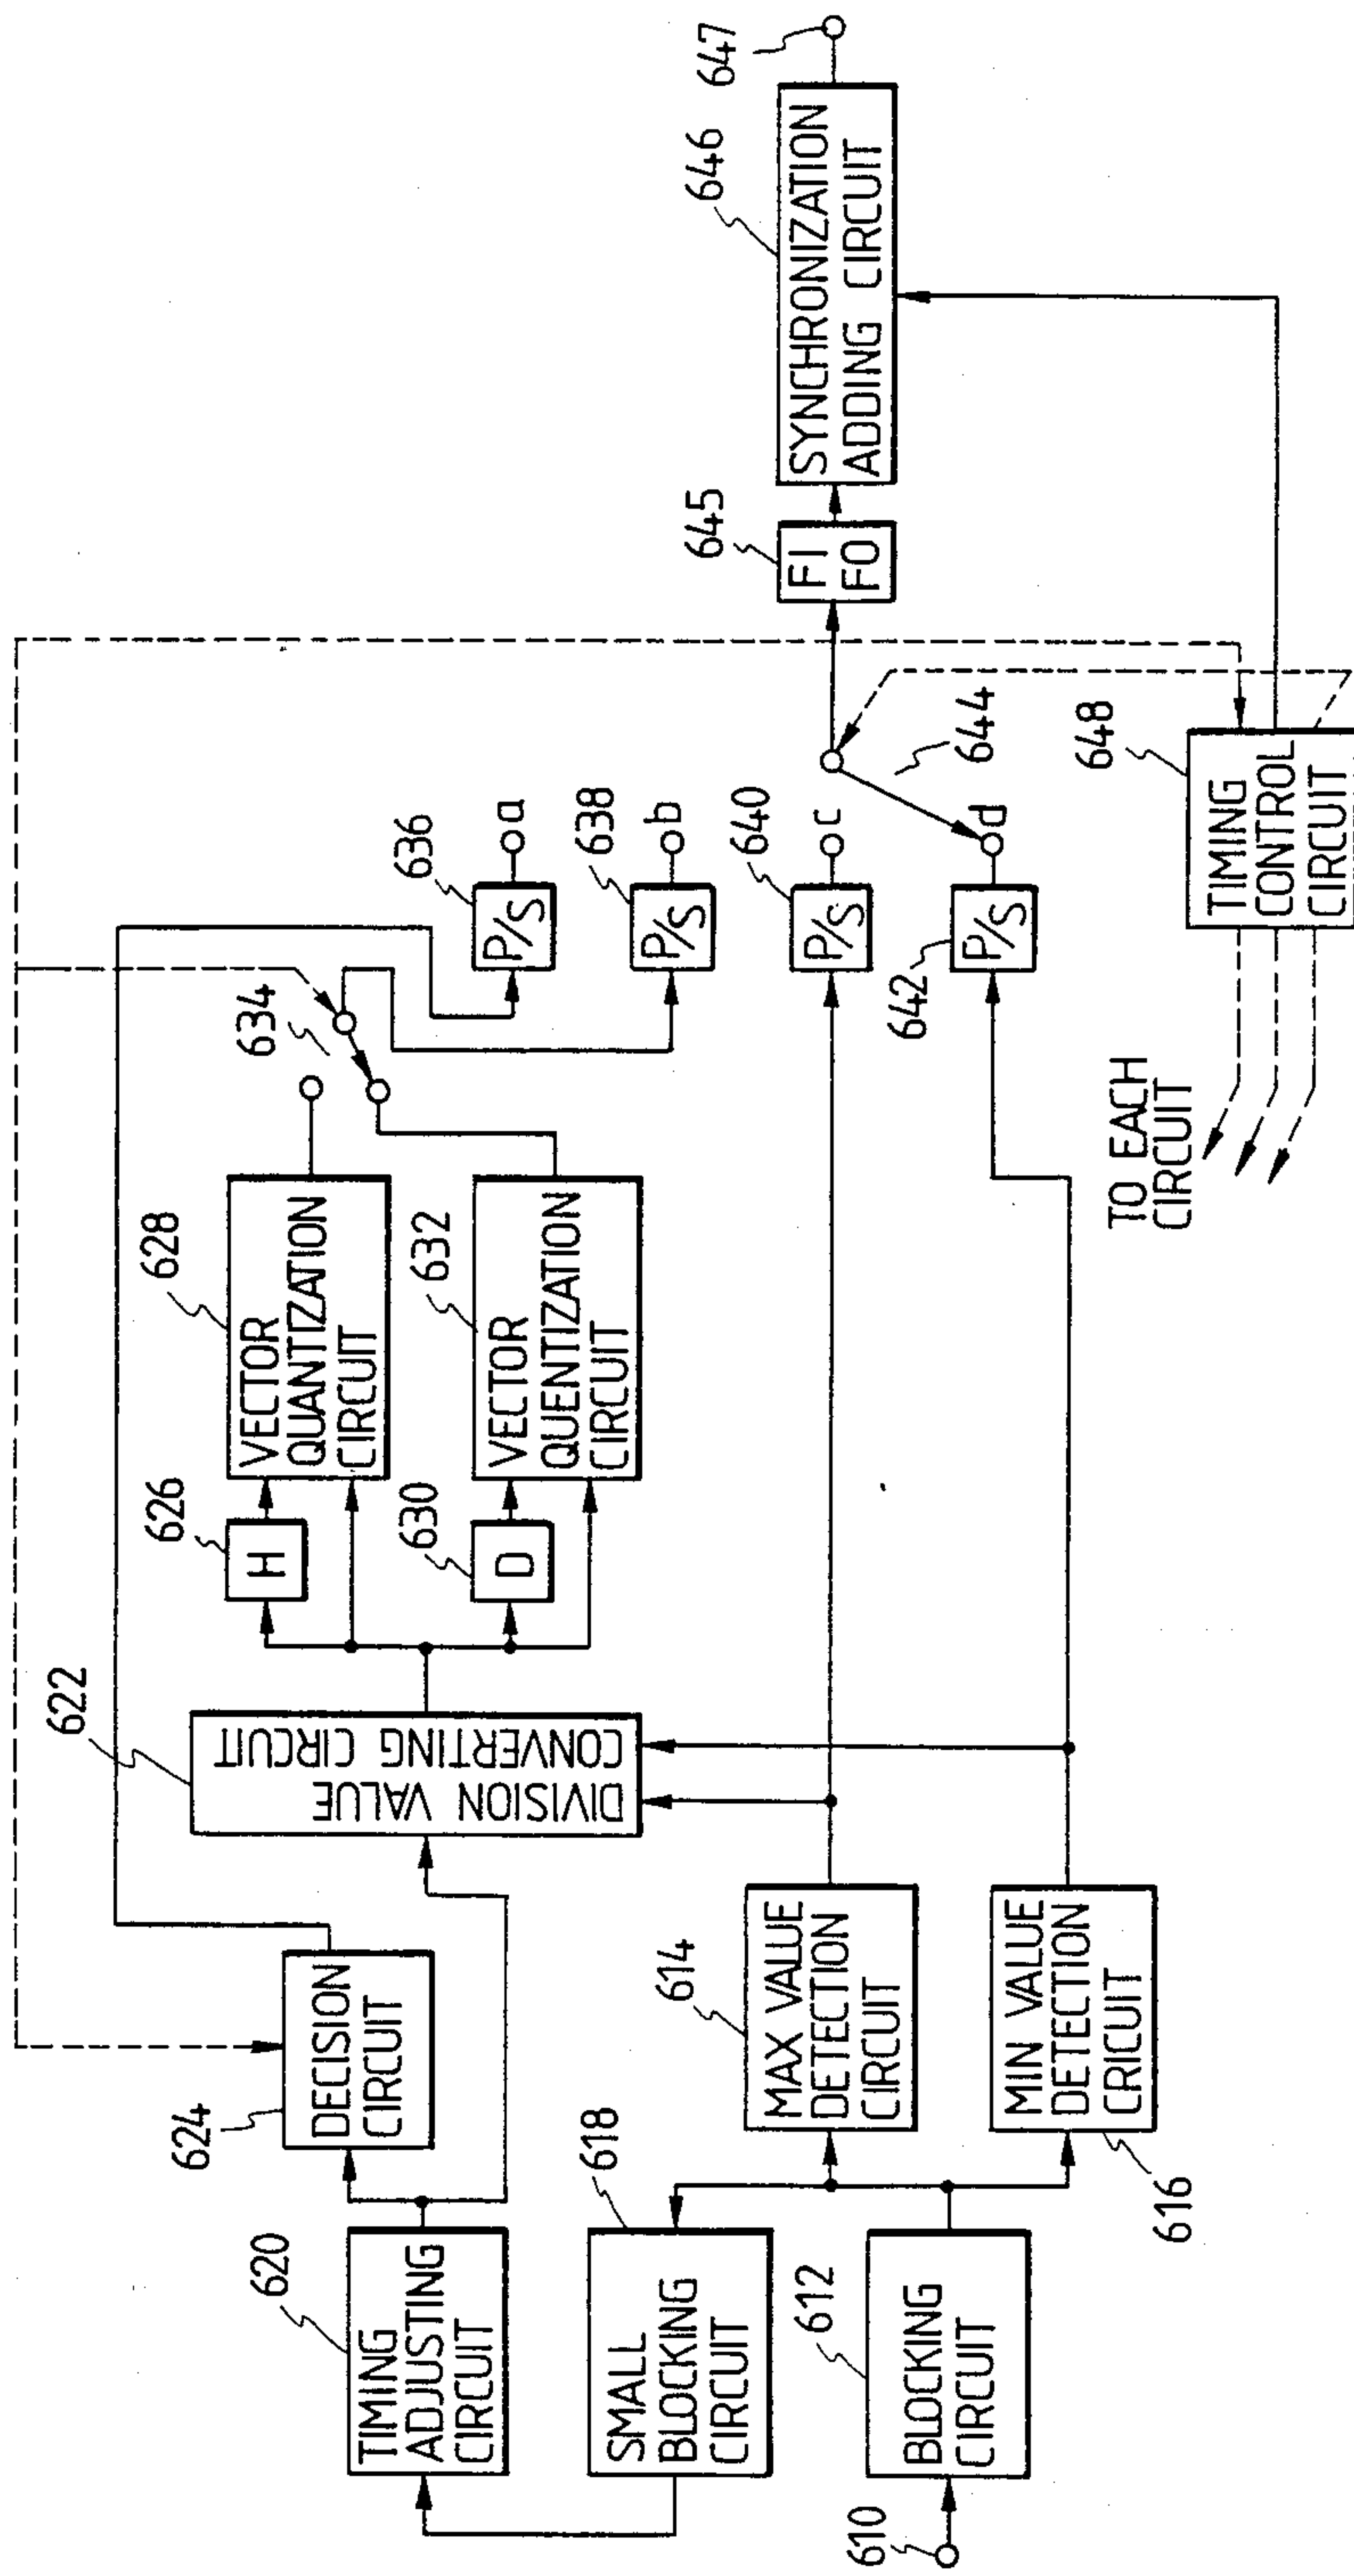 610
BLOCKING
CIRCUIT
612
SMALL
BLOCKING
CIRCUIT
618
TIMING
ADJUSTING
CIRCUIT
620
DECISION
CIRCUIT
624
MAX VALUE
DETECTION
CIRCUIT
614
MIN VALUE
DETECTION
CRICUIT
616
DIVISION VALUE
CONVERTING CIRCUIT
622
H
626
VECTOR
QUANTIZATION
CIRCUIT
628
D
630
VECTOR
QUENTIZATION
CIRCUIT
632
634
P/S
636
a
P/S
638
b
P/S
640
c
P/S
642
d
644
TO EACH
CIRCUIT
TIMING
CONTROL
CIRCUIT
648
FI
FO
645
SYNCHRONIZATION
ADDING CIRCUIT
646
647